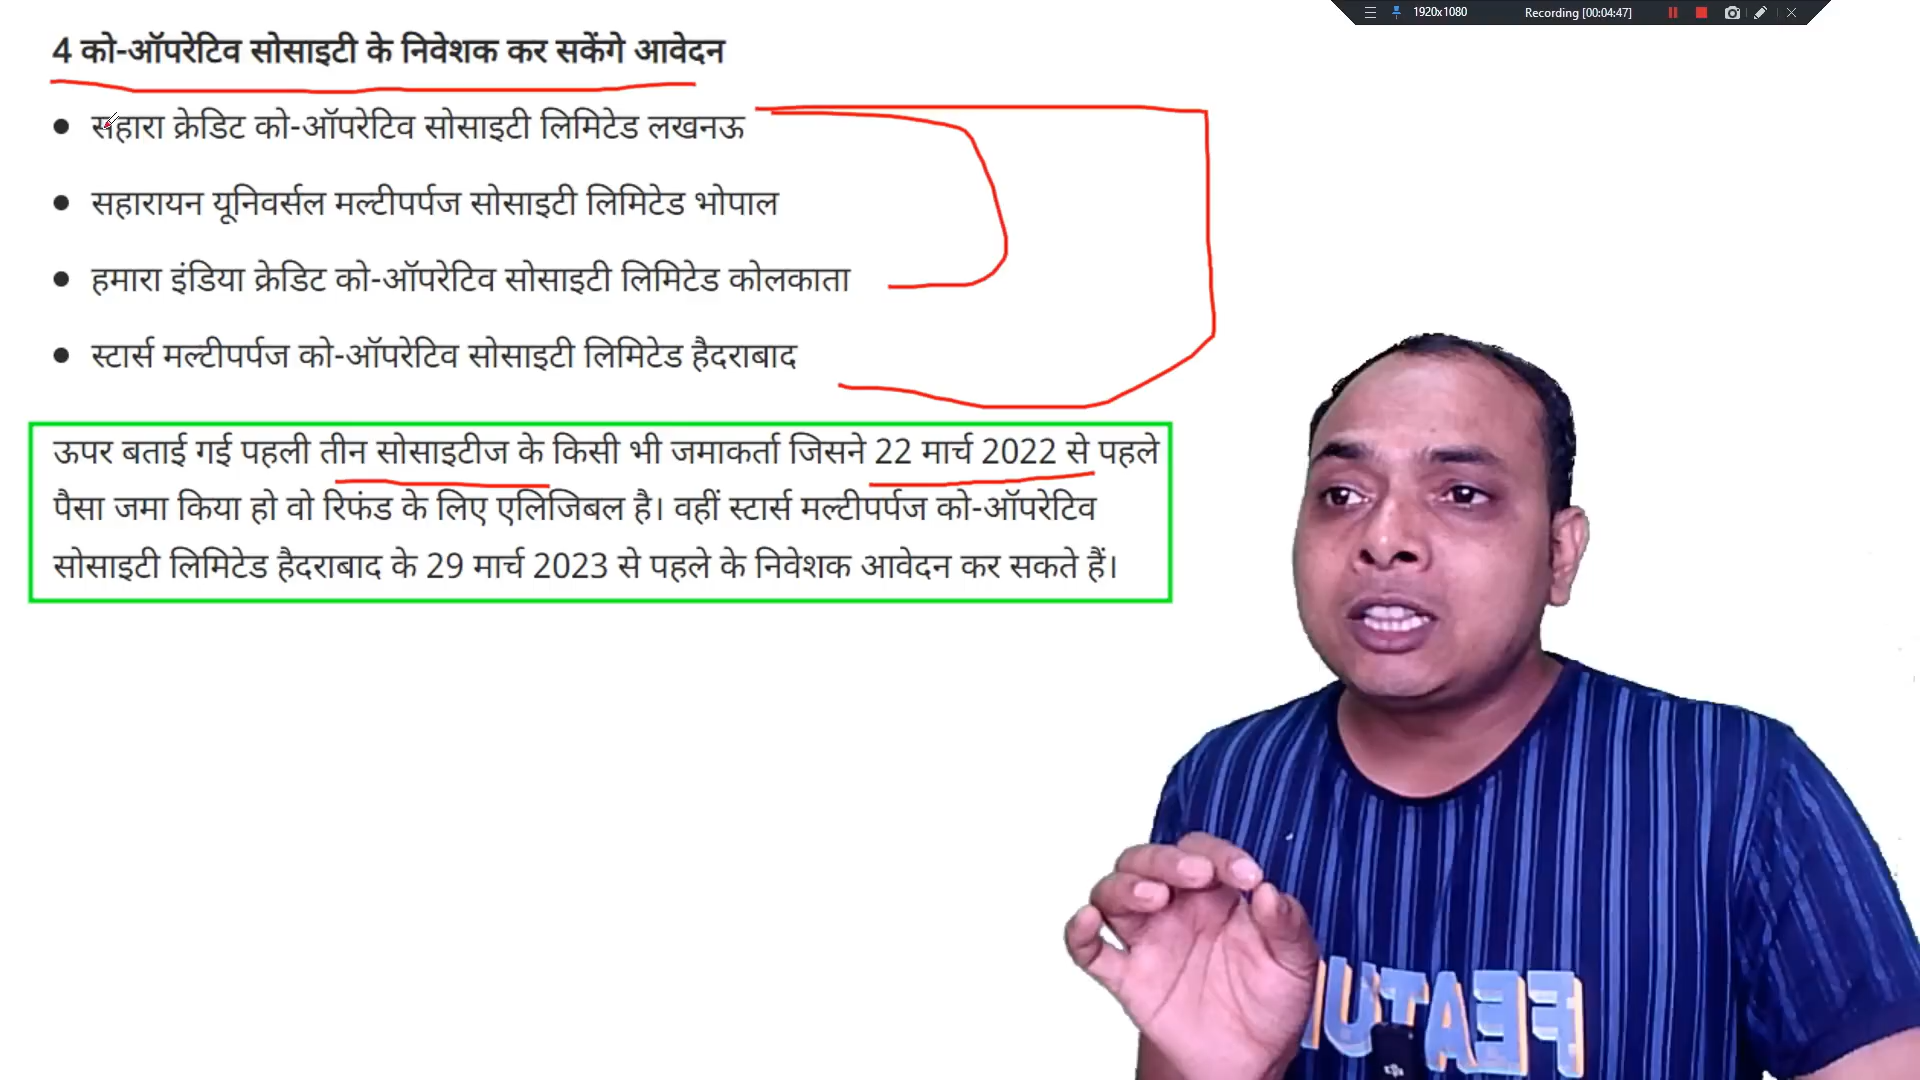 1920x1080 Recording [00:04:47]
4 को-ऑपरेटिव सोसाइटी के निवेशक कर सकेंगे आवेदन
सहारा क्रेडिट को-ऑपरेटिव सोसाइटी लिमिटेड लखनऊ
सहारायन यूनिवर्सल मल्टीपर्पज सोसाइटी लिमिटेड भोपाल
हमारा इंडिया क्रेडिट को-ऑपरेटिव सोसाइटी लिमिटेड कोलकाता
स्टार्स मल्टीपर्पज को-ऑपरेटिव सोसाइटी लिमिटेड हैदराबाद
ऊपर बताई गई पहली तीन सोसाइटीज के किसी भी जमाकर्ता जिसने 22 मार्च 2022 से पहले
पैसा जमा किया हो वो रिफंड के लिए एलिजिबल है। वहीं स्टार्स मल्टीपर्पज को-ऑपरेटिव
सोसाइटी लिमिटेड हैदराबाद के 29 मार्च 2023 से पहले के निवेशक आवेदन कर सकते हैं।